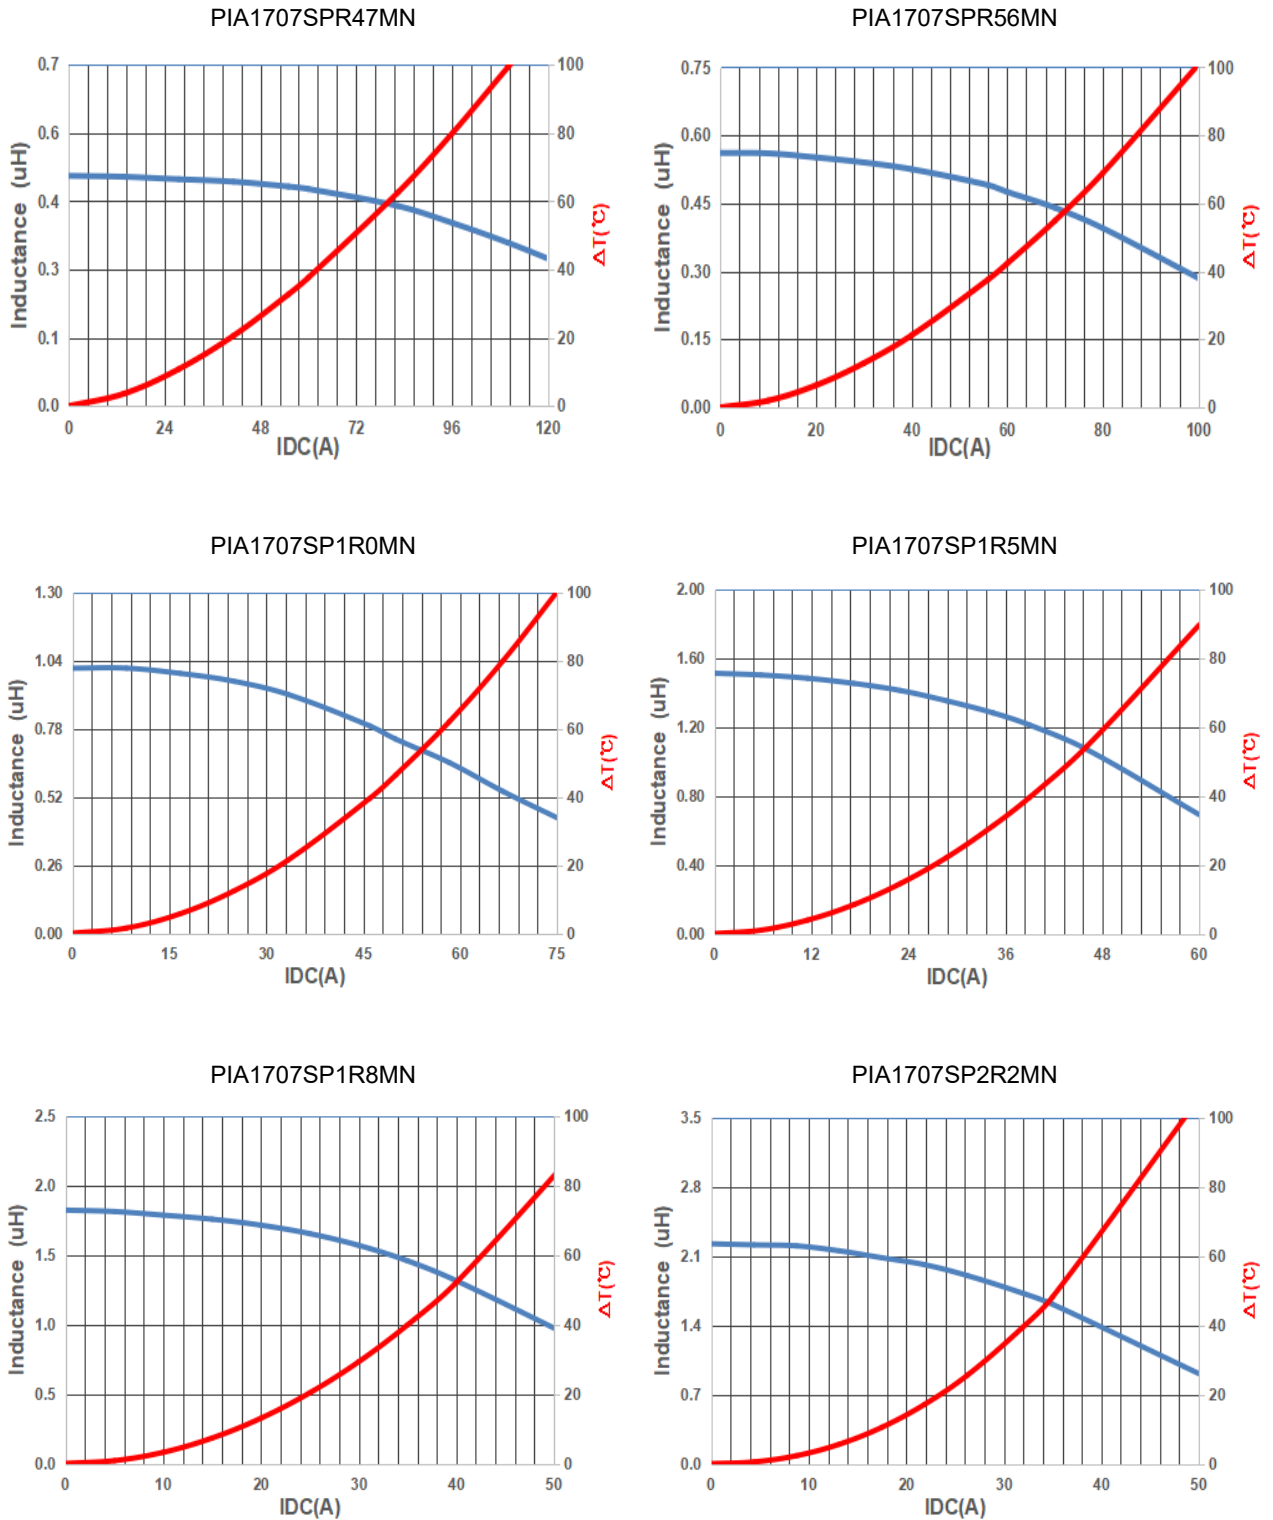 PIA1707SPR47MN
PIA1707SPR56MN
0.7
0.6
0.4
0.3
0.1
0.0
100
80
60
40
20
0
0 24 48 72 96 120
Inductance (uH)
IDC(A)
ΔT(℃)
0.75
0.60
0.45
0.30
0.15
0.00
100
80
60
40
20
0
0 20 40 60 80 100
Inductance (uH)
IDC(A)
ΔT(℃)
PIA1707SP1R0MN
PIA1707SP1R5MN
1.30
1.04
0.78
0.52
0.26
0.00
100
80
60
40
20
0
0 15 30 45 60 75
Inductance (uH)
IDC(A)
ΔT(℃)
2.00
1.60
1.20
0.80
0.40
0.00
100
80
60
40
20
0
0 12 24 36 48 60
Inductance (uH)
IDC(A)
ΔT(℃)
PIA1707SP1R8MN
PIA1707SP2R2MN
2.5
2.0
1.5
1.0
0.5
0.0
100
80
60
40
20
0
0 10 20 30 40 50
Inductance (uH)
IDC(A)
ΔT(℃)
3.5
2.8
2.1
1.4
0.7
0.0
100
80
60
40
20
0
0 10 20 30 40 50
Inductance (uH)
IDC(A)
ΔT(℃)